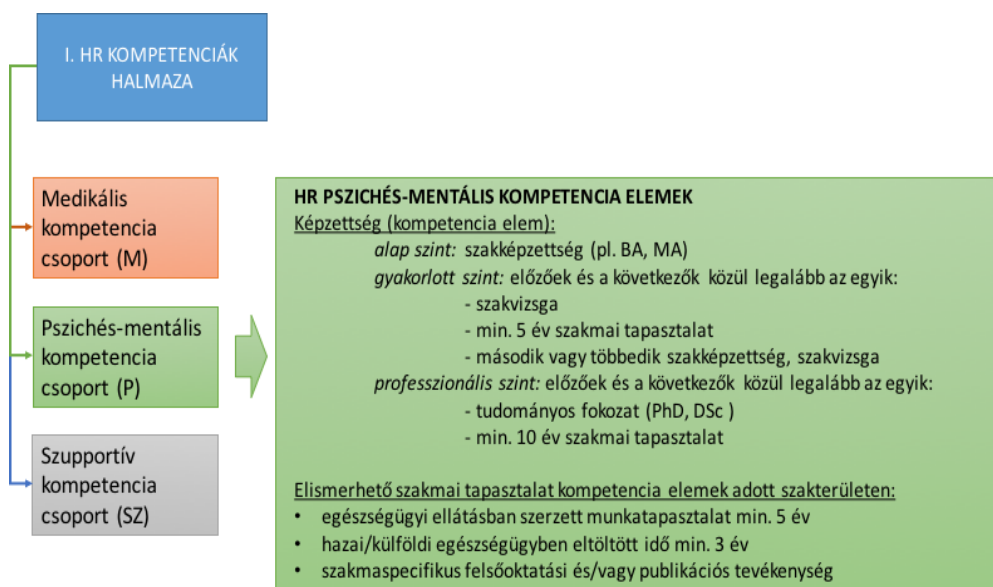 I. HR KOMPETENCIÁK
HALMAZA
Medikális
kompetencia
csoport (M)
Pszichés-mentális
kompetencia
csoport (P)
Szupportív
kompetencia
csoport (SZ)
HR PSZICHÉS-MENTÁLIS KOMPETENCIA ELEMEK
Képzettség (kompetencia elem):
alap szint: szakképzettség (pl. BA, MA)
gyakorlott szint: előzőek és a következők közül legalább az egyik:
- szakvizsga
- min. 5 év szakmai tapasztalat
- második vagy többedik szakképzettség, szakvizsga
professzionális szint: előzőek és a következők közül legalább az egyik:
- tudományos fokozat (PhD, DSc )
- min. 10 év szakmai tapasztalat
Elismerhető szakmai tapasztalat kompetencia elemek adott szakterületen:
• egészségügyi ellátásban szerzett munkatapasztalat min. 5 év
• hazai/külföldi egészségügyben eltöltött idő min. 3 év
• szakmaspecifikus felsőoktatási és/vagy publikációs tevékenység